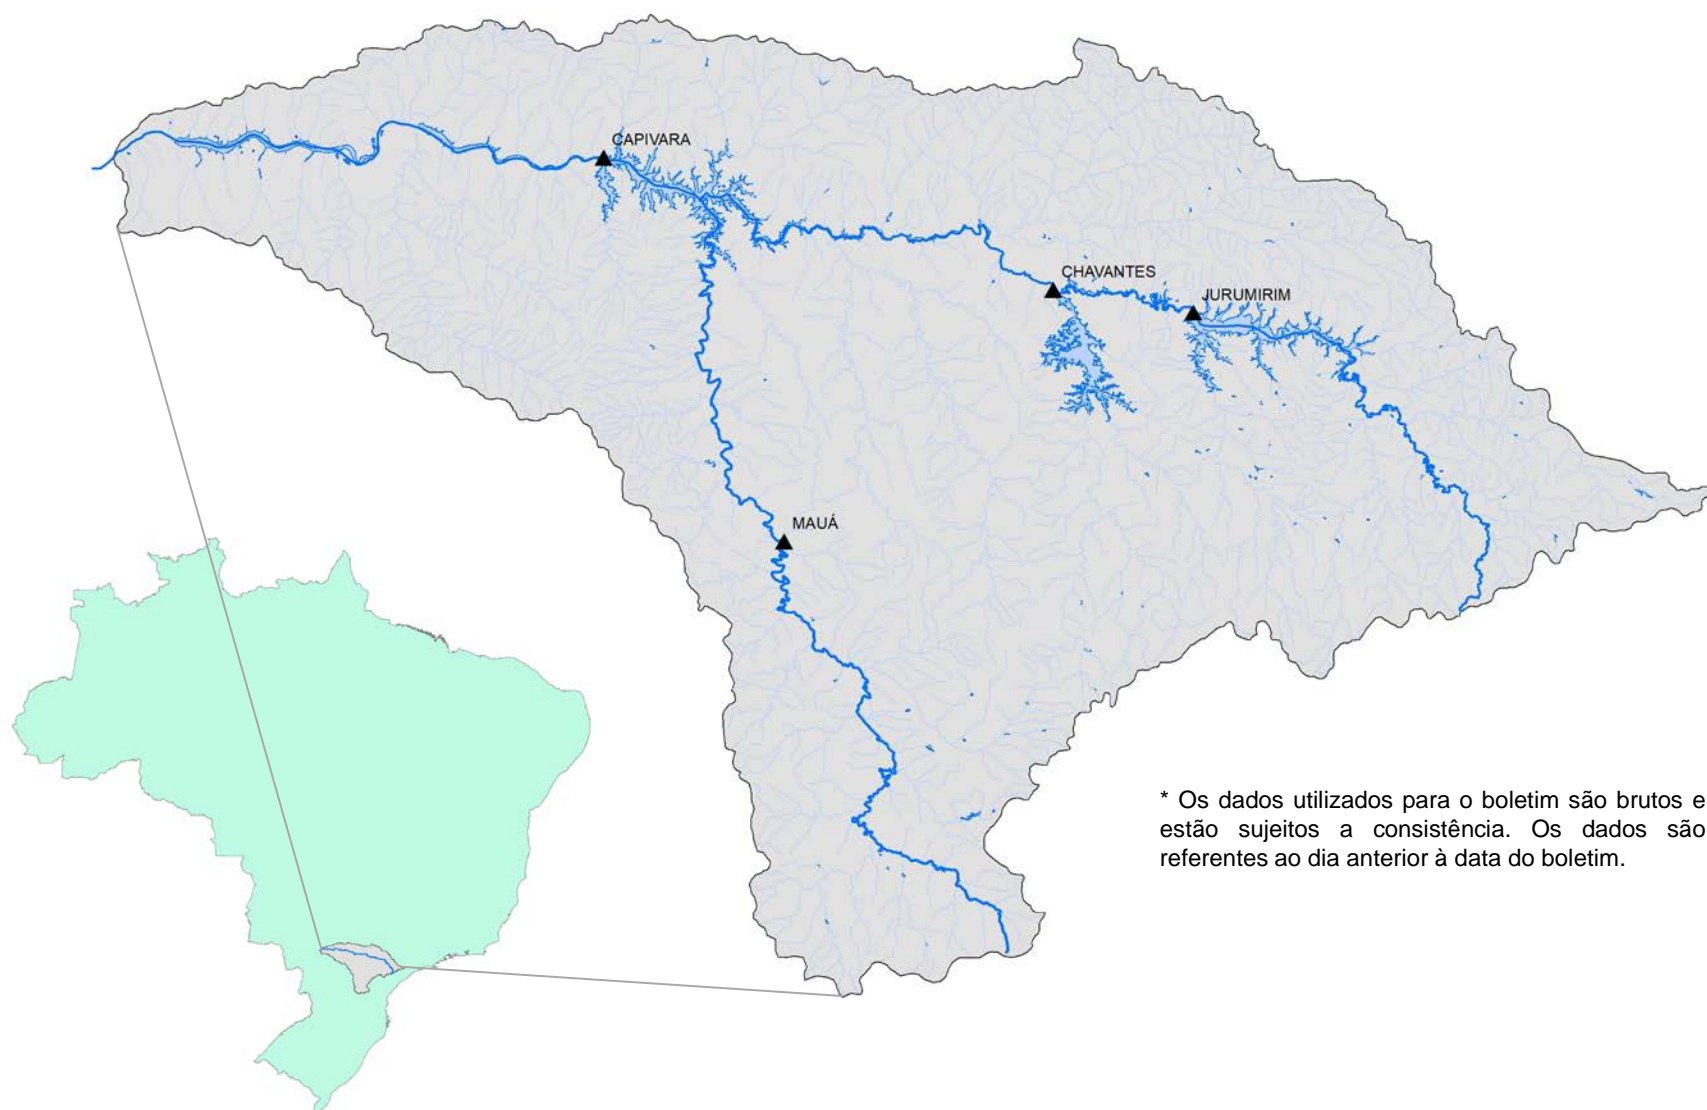 CAPIVARA
CHAVANTES
JURUMIRIM
MAUÁ
* Os dados utilizados para o boletim são brutos e
estão sujeitos a consistência. Os dados são
referentes ao dia anterior à data do boletim.